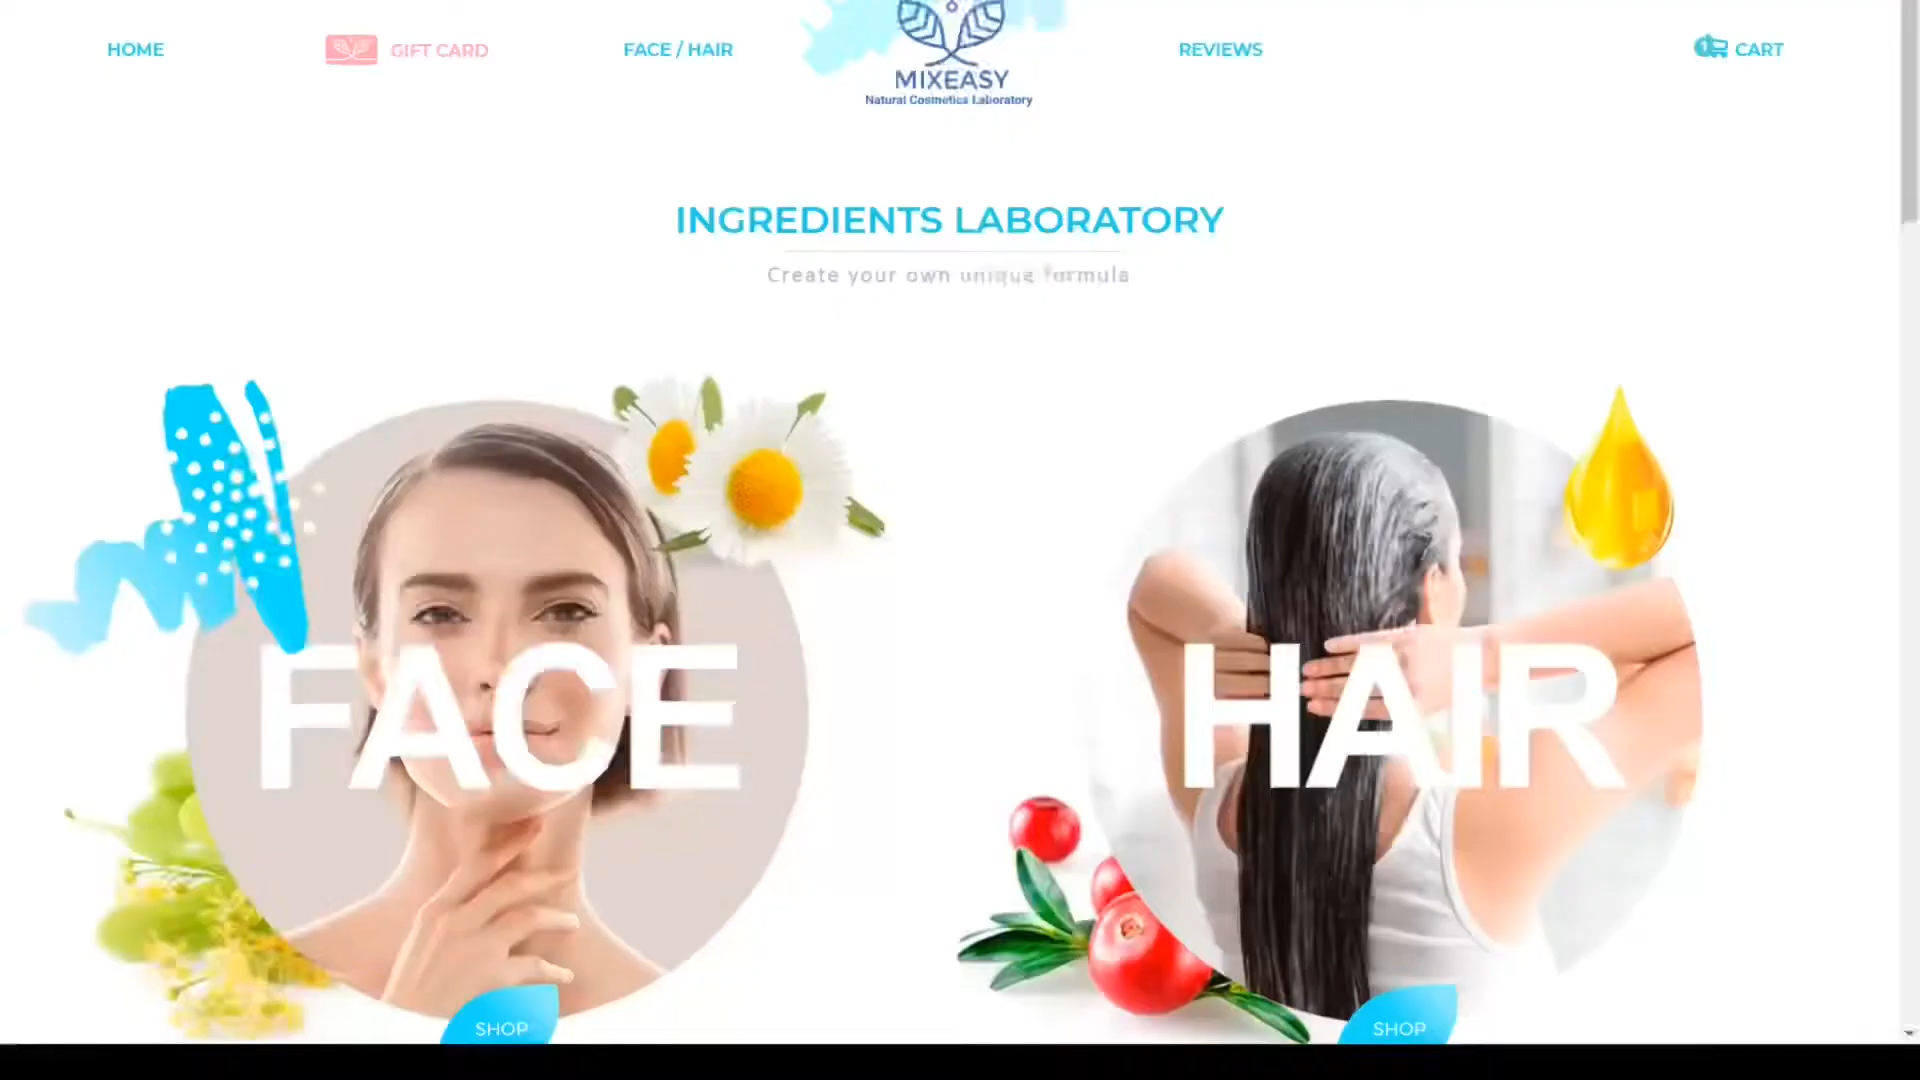 HOME
GIFT CARD
FACE / HAIR
MIXEASY
Natural Cosmetics Laboratory
REVIEWS
1
CART
INGREDIENTS LABORATORY
Create your own unique formula
FACE
HAIR
SHOP
SHOP